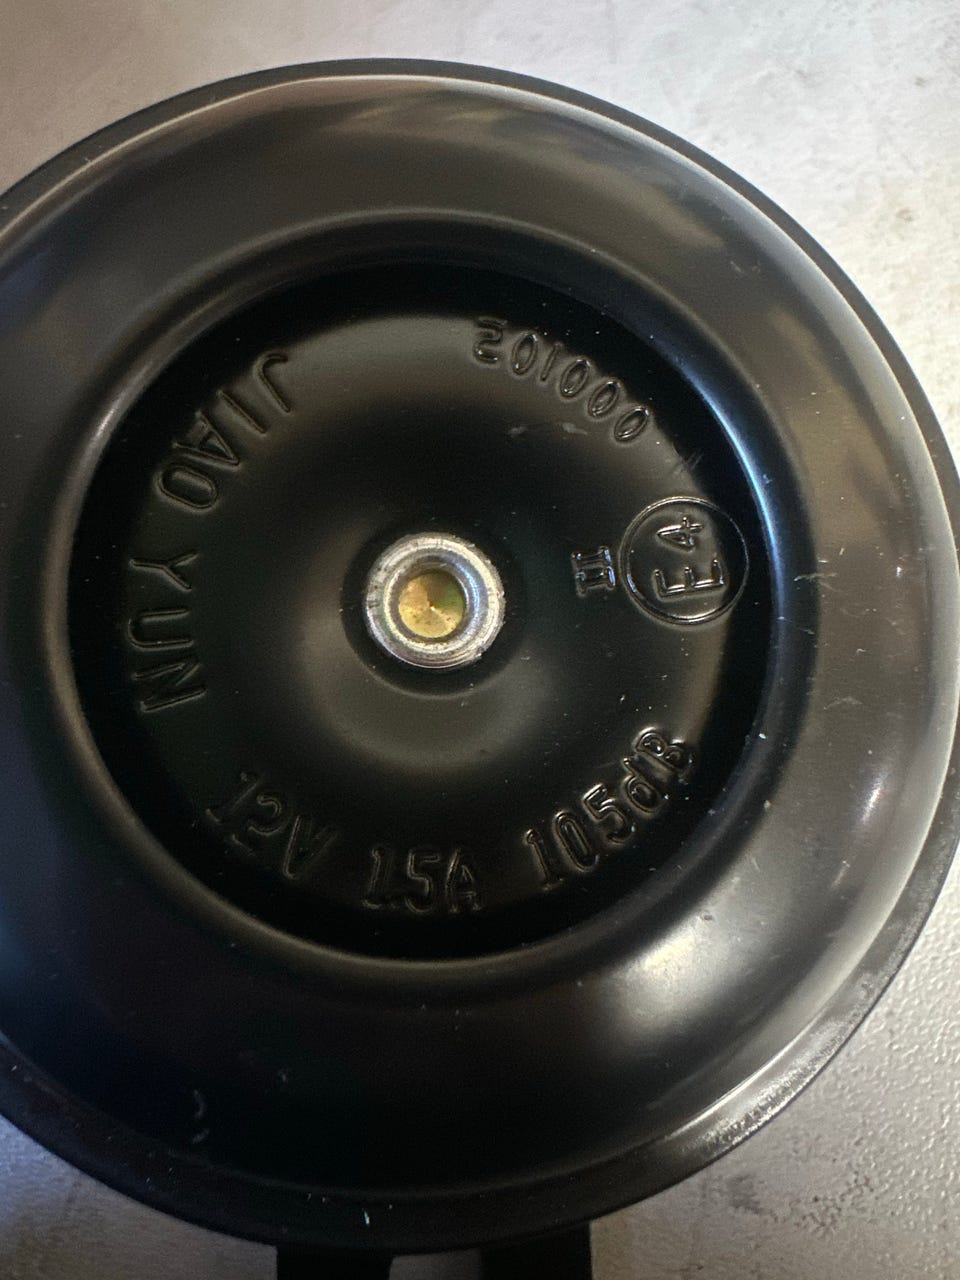 JIAO YUN
12V 1.5A 105dB
E4
II
000102